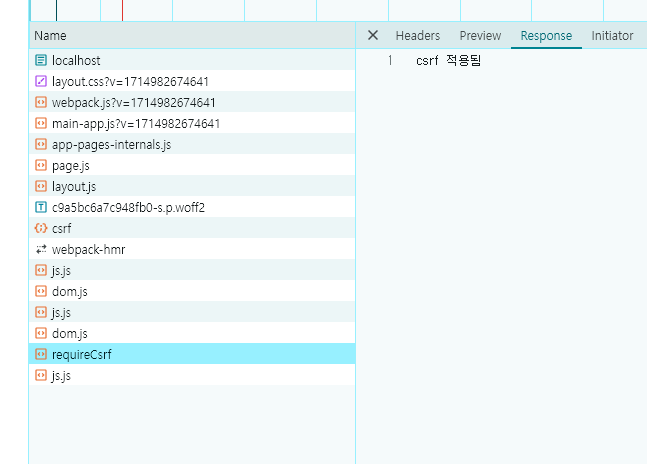 Name
Headers Preview Response Initiator
localhost
1 csrf 적용됨
layout.css?v=1714982674641
webpack.js?v=1714982674641
main-app.js?v=1714982674641
app-pages-internals.js
page.js
layout.js
c9a5bc6a7c948fb0-s.p.woff2
csrf
webpack-hmr
js.js
dom.js
js.js
dom.js
requireCsrf
js.js